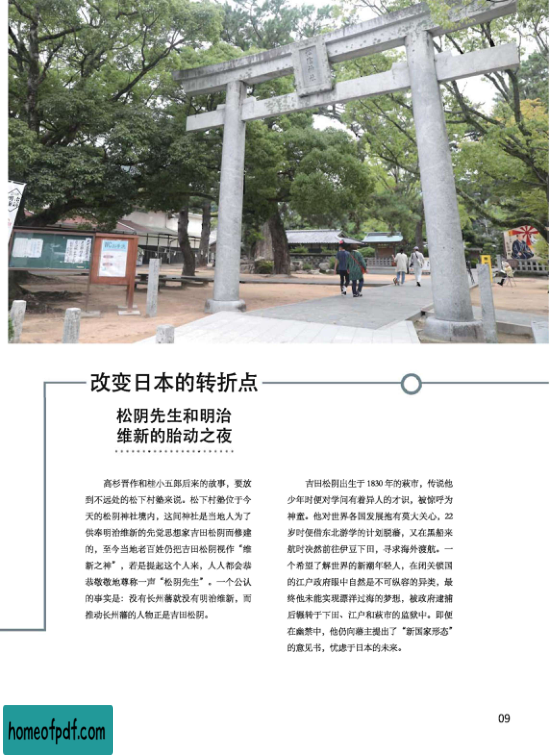 09
改变日本的转折点
松阴先生和明治
维新的胎动之夜
高杉晋作和桂小五郎后来的故事，要放
到不远处的松下村塾来说。松下村塾位于今
天的松阴神社境内，这间神社是当地人为了
供奉明治维新的先觉思想家吉田松阴而修建
的，至今当地老百姓仍把吉田松阴视作“维
新之神”，若是提起这个人来，人人都会恭
恭敬敬地尊称一声“松阴先生”。一个公认
的事实是：没有长州藩就没有明治维新，而
推动长州藩的人物正是吉田松阴。
吉田松阴出生于 1830 年的萩市，传说他
少年时便对学问有着异人的才识，被惊呼为
神童。他对世界各国发展抱有莫大关心，22
岁时便借东北游学的计划脱藩，又在黑船来
航时决然前往伊豆下田，寻求海外渡航。一
个希望了解世界的新潮年轻人，在闭关锁国
的江户政府眼中自然是不可纵容的异类，最
终他未能实现漂洋过海的梦想，被政府逮捕
后辗转于下田、江户和萩市的监狱中。即便
在幽禁中，他仍向藩主提出了“新国家形态”
的意见书，忧虑于日本的未来。
homeofpdf.com
09